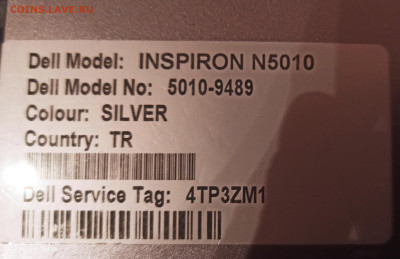 COINS.LAVE.RU
Dell Model: INSPIRON N5010
Dell Model No: 5010-9489
Colour: SILVER
Country: TR
Dell Service Tag: 4TP3ZM1